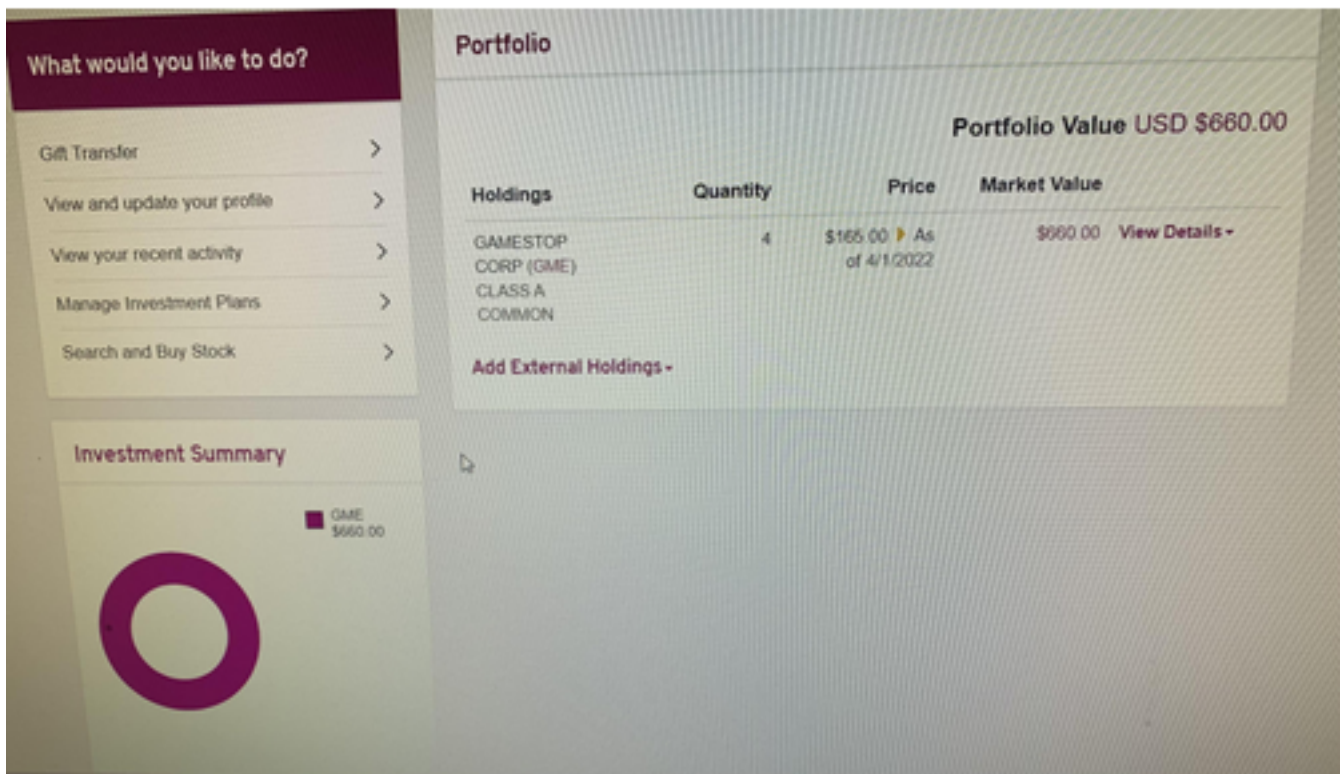 What would you like to do?
Gift Transfer
View and update your profile
View your recent activity
Manage Investment Plans
Search and Buy Stock
Investment Summary
GME
$660.00
Portfolio
Portfolio Value USD $660.00
Holdings Quantity Price Market Value
GAMESTOP 4 $165.00 As $660.00 View Details
CORP (GME) of 4/1/2022
CLASS A
COMMON
Add External Holdings